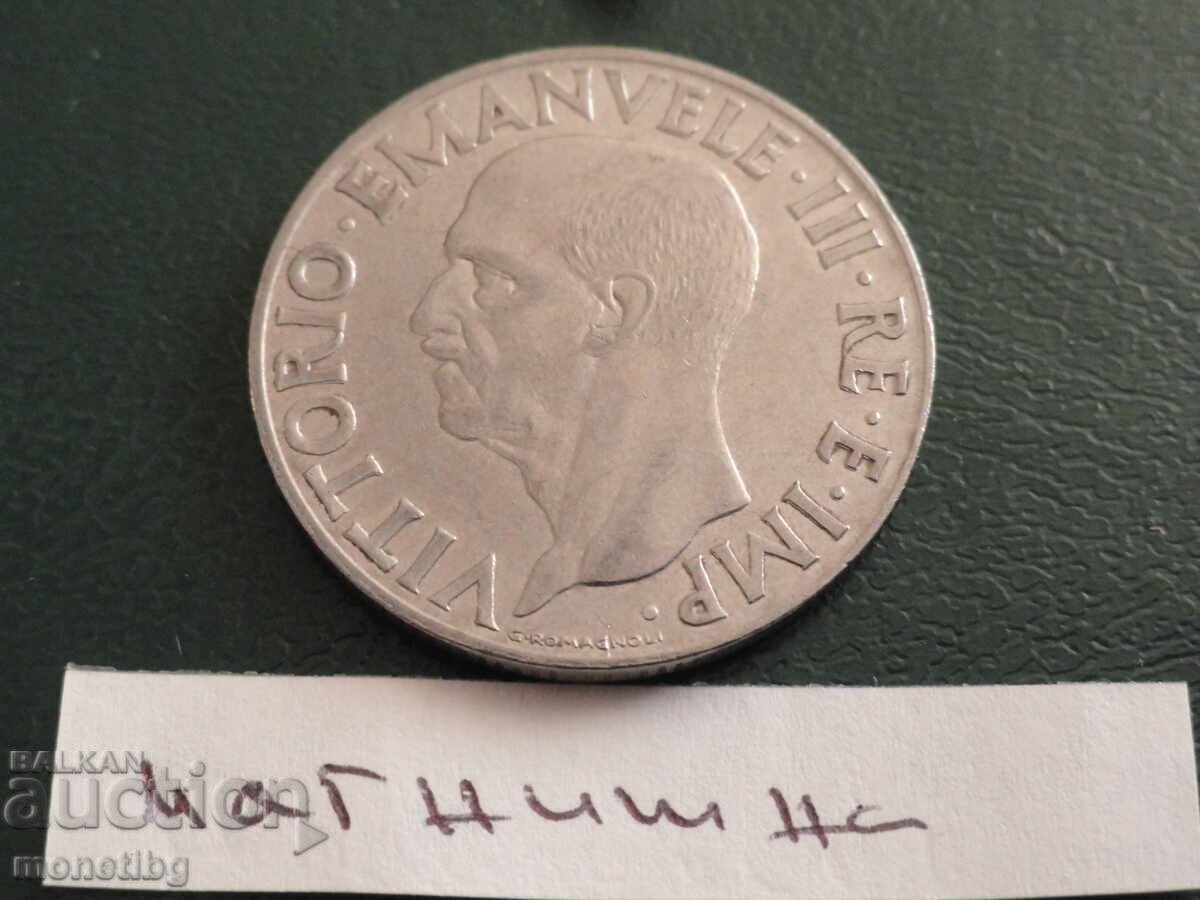 VITTORIO · EMANVELE · III · RE · E · IMP ·
G·ROMAGNOLI
магнитна
BALKAN
auction
monetibg